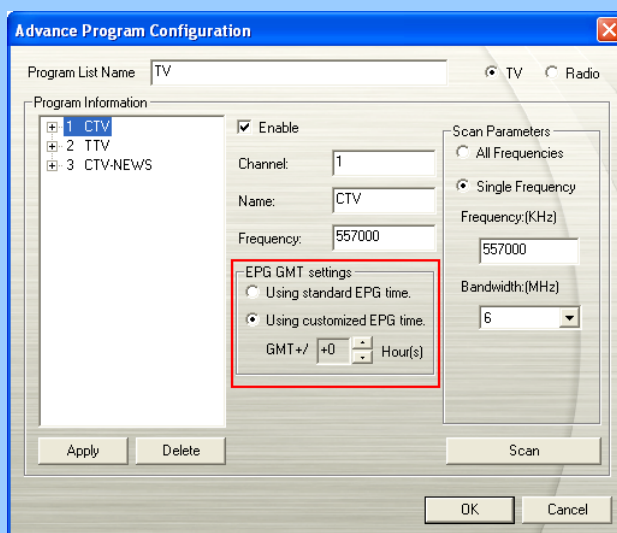 Advance Program Configuration
Program List Name TV TV Radio
Program Information
1 CTV
2 TTV
3 CTV-NEWS
Enable
Channel: 1
Name: CTV
Frequency: 557000
EPG GMT settings
Using standard EPG time.
Using customized EPG time.
GMT+/ +0 Hour(s)
Scan Parameters
All Frequencies
Single Frequency
Frequency:(KHz)
557000
Bandwidth:(MHz)
6
Apply Delete Scan
OK Cancel